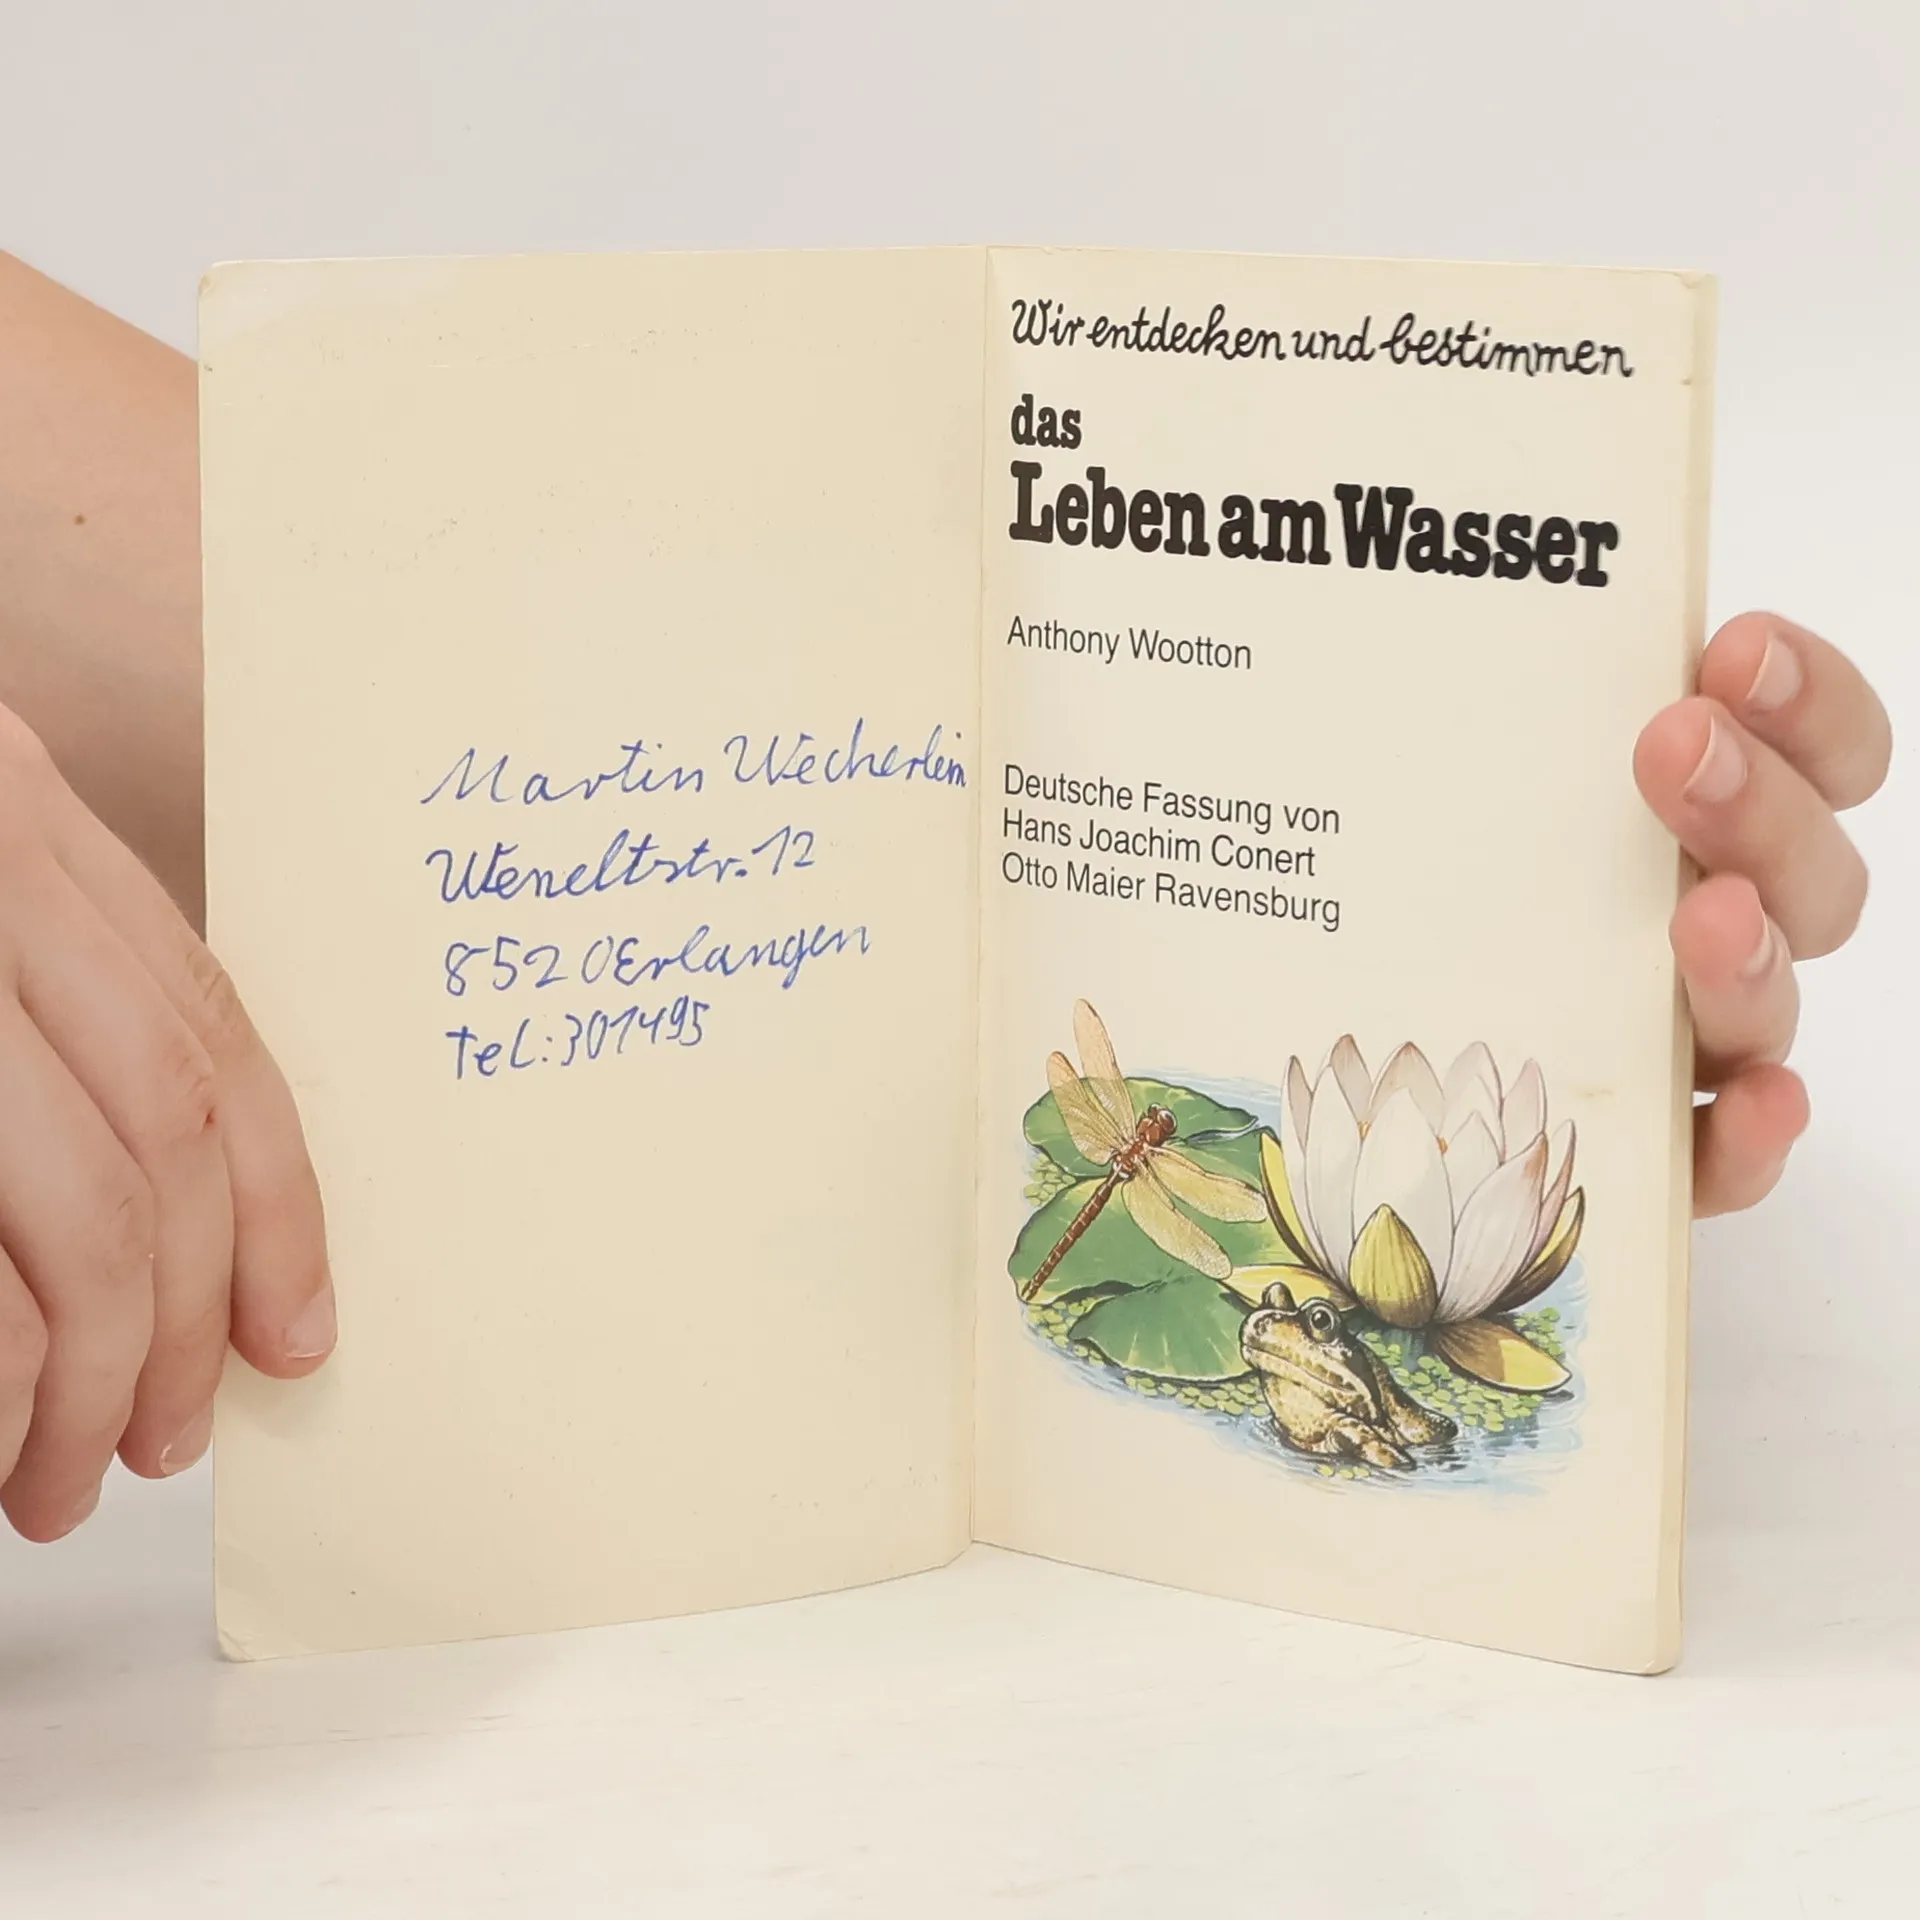 Martin Wecherlein
Weneltstr. 12
8520 Erlangen
Tel: 301495
Wir entdecken und bestimmen
das
Leben am Wasser
Anthony Wootton
Deutsche Fassung von
Hans Joachim Conert
Otto Maier Ravensburg